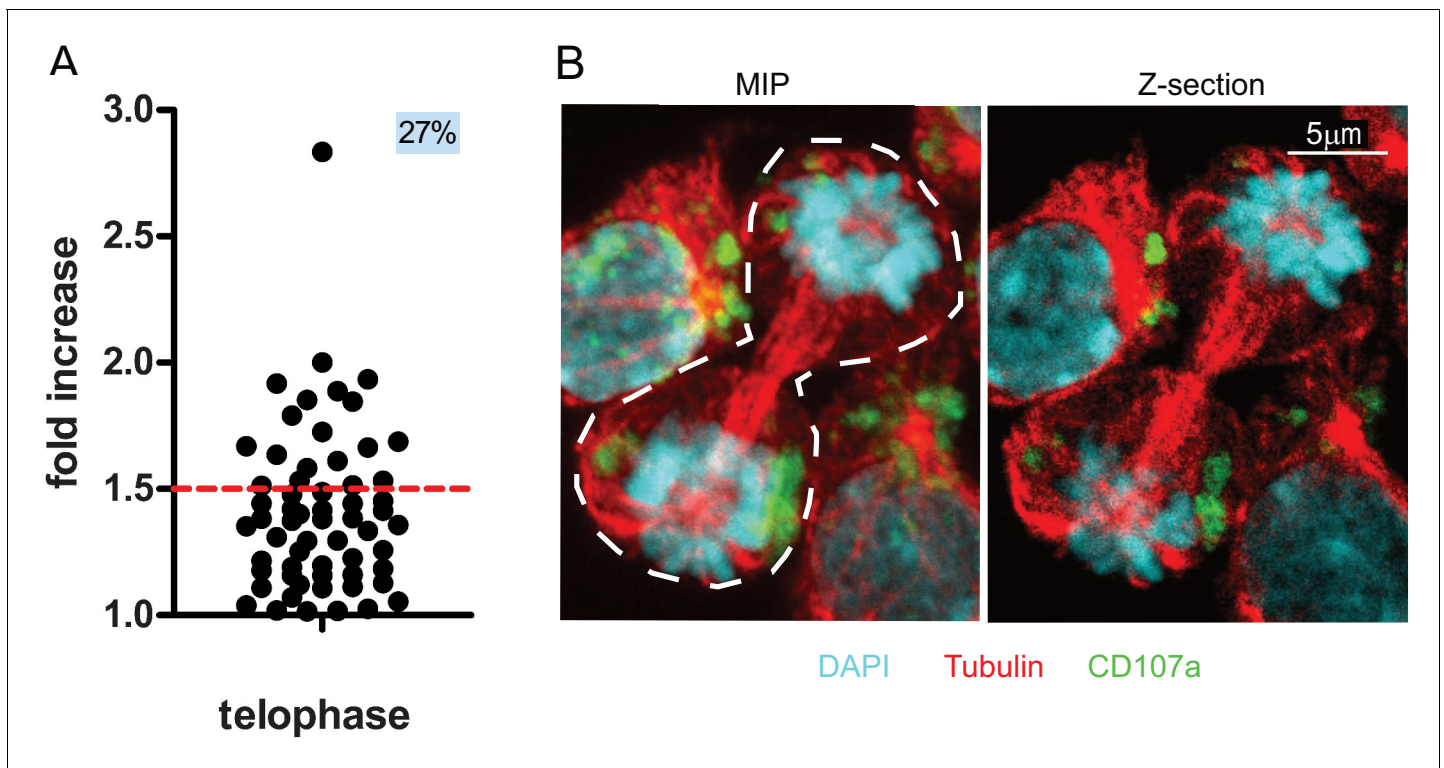 A
3.0
2.5
2.0
1.5
1.0
fold increase
27%
telophase
B
MIP
Z-section
5μm
DAPI Tubulin CD107a